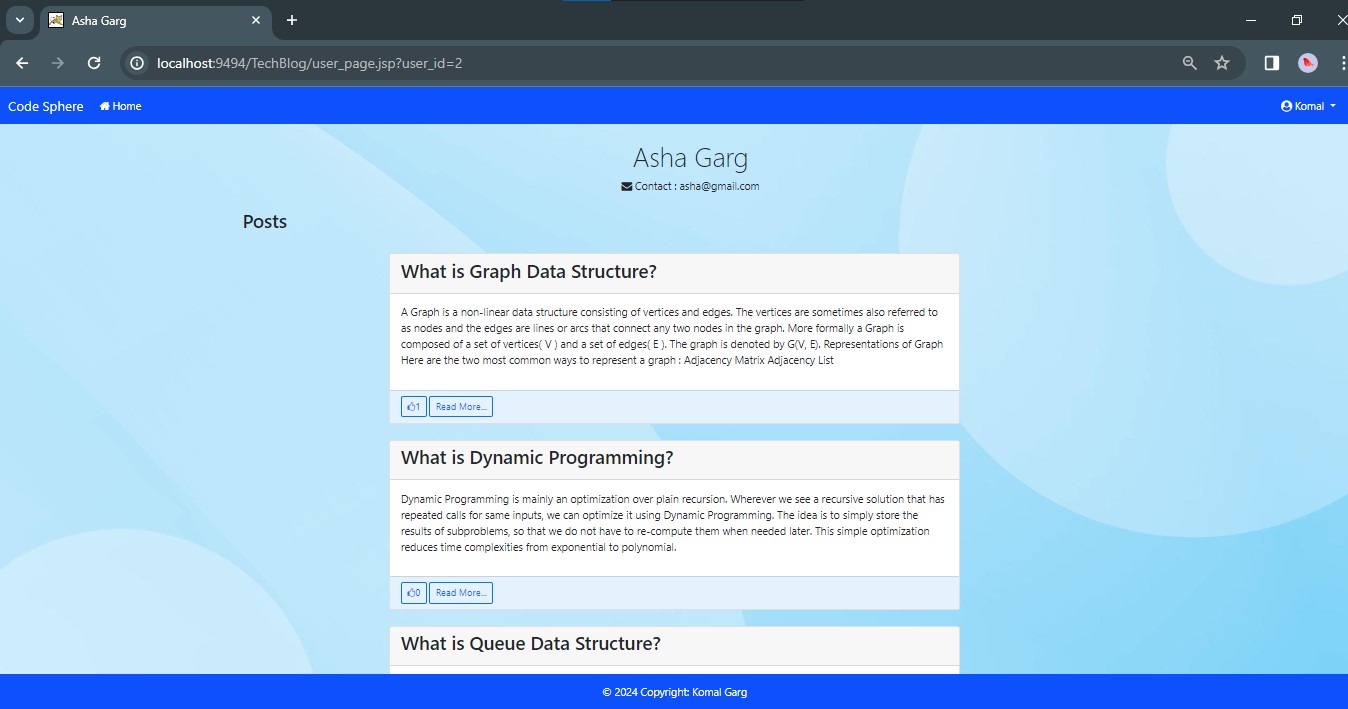 Asha Garg
localhost:9494/TechBlog/user_page.jsp?user_id=2
Code Sphere Home Komal
Asha Garg
Contact : asha@gmail.com
Posts
What is Graph Data Structure?
A Graph is a non-linear data structure consisting of vertices and edges. The vertices are sometimes also referred to
as nodes and the edges are lines or arcs that connect any two nodes in the graph. More formally a Graph is
composed of a set of vertices( V ) and a set of edges( E ). The graph is denoted by G(V, E). Representations of Graph
Here are the two most common ways to represent a graph : Adjacency Matrix Adjacency List
1 Read More...
What is Dynamic Programming?
Dynamic Programming is mainly an optimization over plain recursion. Wherever we see a recursive solution that has
repeated calls for same inputs, we can optimize it using Dynamic Programming. The idea is to simply store the
results of subproblems, so that we do not have to re-compute them when needed later. This simple optimization
reduces time complexities from exponential to polynomial.
0 Read More...
What is Queue Data Structure?
© 2024 Copyright: Komal Garg